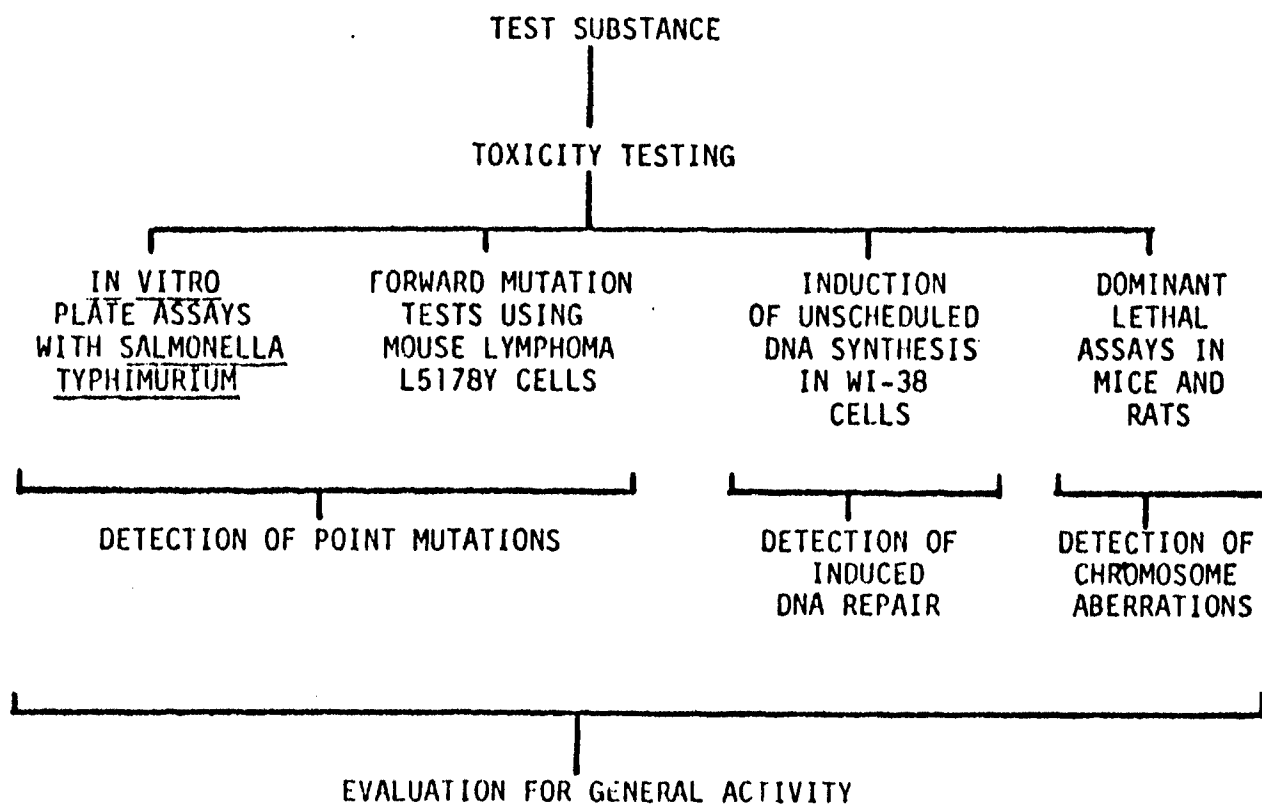 TEST SUBSTANCE
TOXICITY TESTING
IN VITRO
PLATE ASSAYS
WITH SALMONELLA
TYPHIMURIUM
FORWARD MUTATION
TESTS USING
MOUSE LYMPHOMA
L5178Y CELLS
INDUCTION
OF UNSCHEDULED
DNA SYNTHESIS
IN WI-38
CELLS
DOMINANT
LETHAL
ASSAYS IN
MICE AND
RATS
DETECTION OF POINT MUTATIONS
DETECTION OF
INDUCED
DNA REPAIR
DETECTION OF
CHROMOSOME
ABERRATIONS
EVALUATION FOR GENERAL ACTIVITY